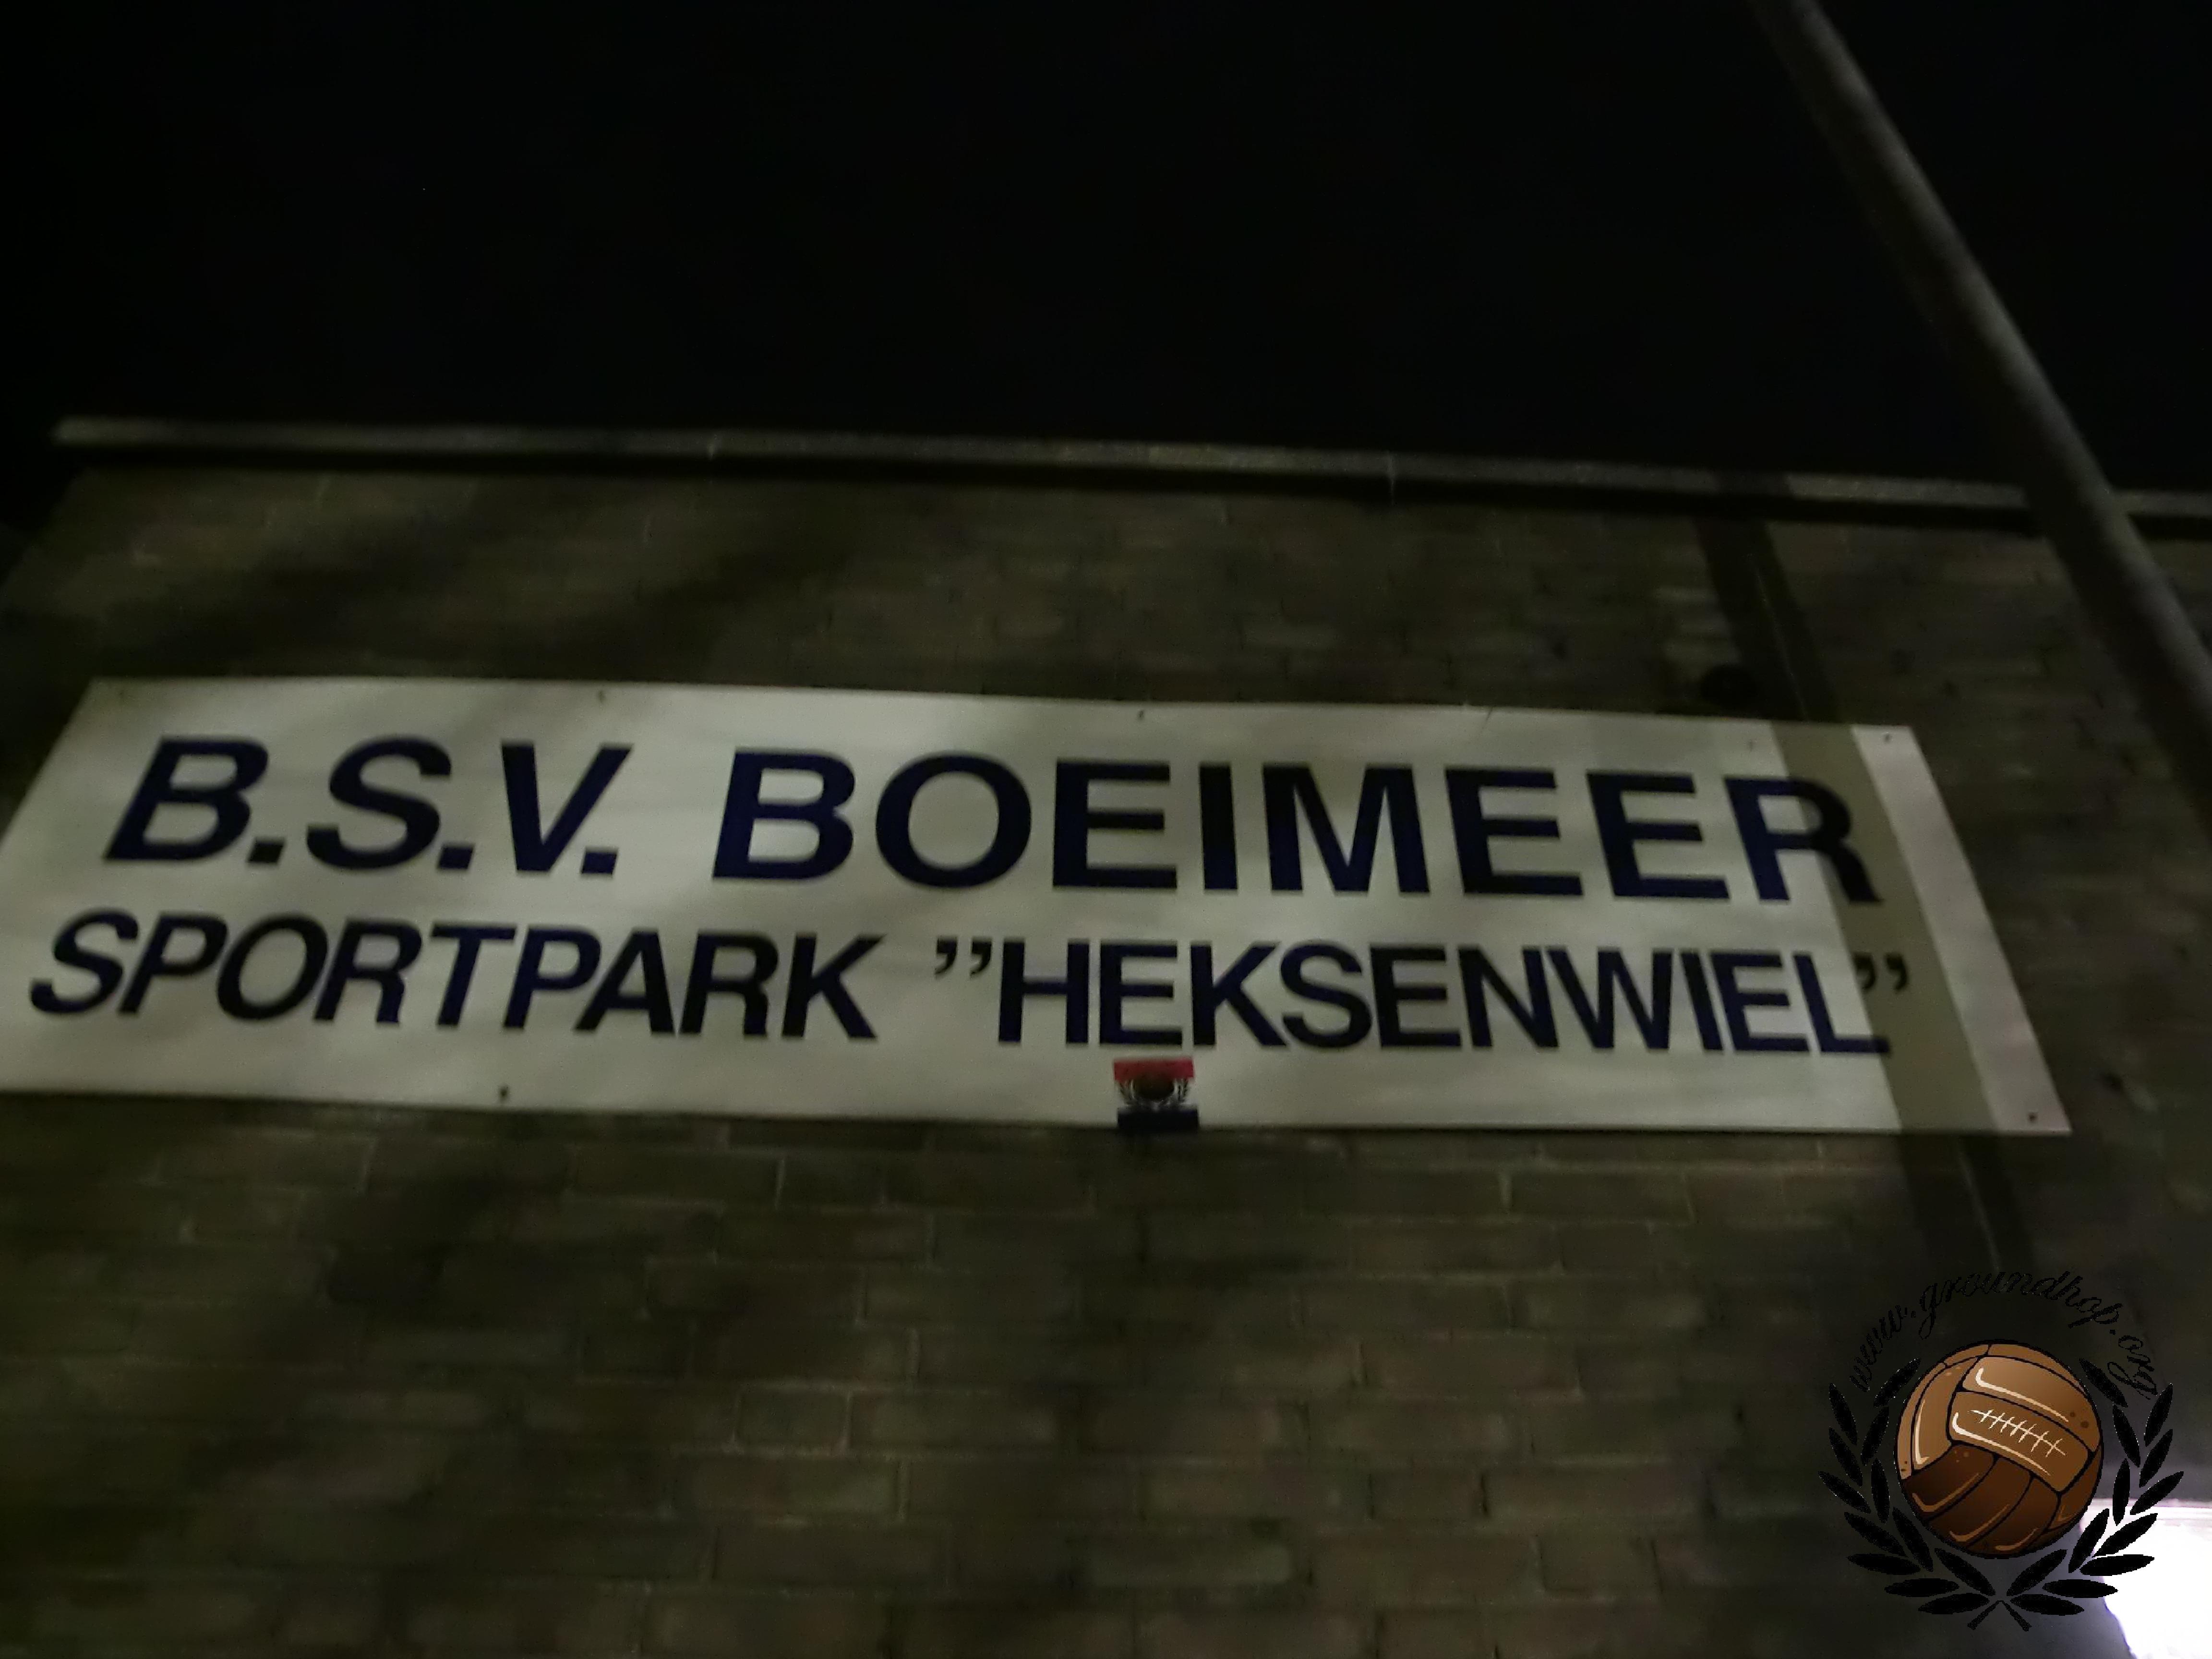 B.S.V. BOEIMEER
SPORTPARK ”HEKSENWIEL”
www.groundhop.org